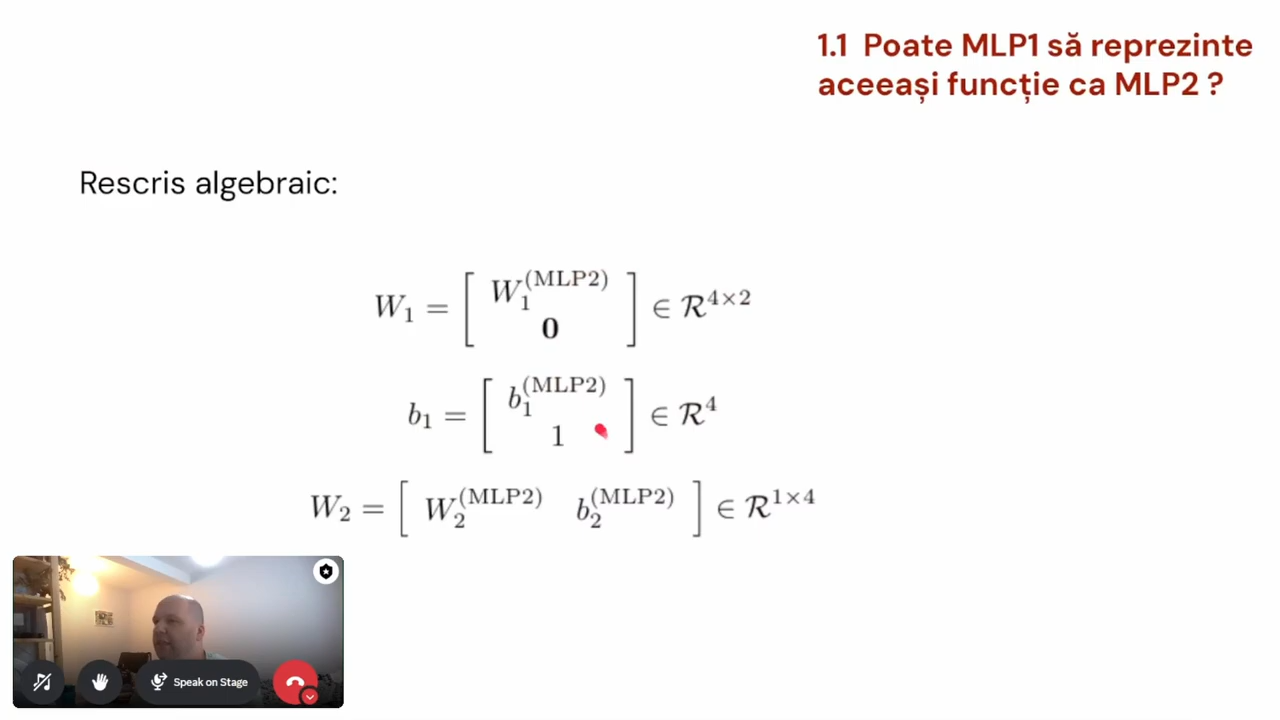 1.1 Poate MLP1 să reprezinte
aceeași funcție ca MLP2 ?
Rescris algebraic:
W₁ = [ W₁^(MLP2) ; 0 ] ∈ ℛ^(4×2)
b₁ = [ b₁^(MLP2) ; 1 ] ∈ ℛ^4
W₂ = [ W₂^(MLP2) b₂^(MLP2) ] ∈ ℛ^(1×4)
Speak on Stage